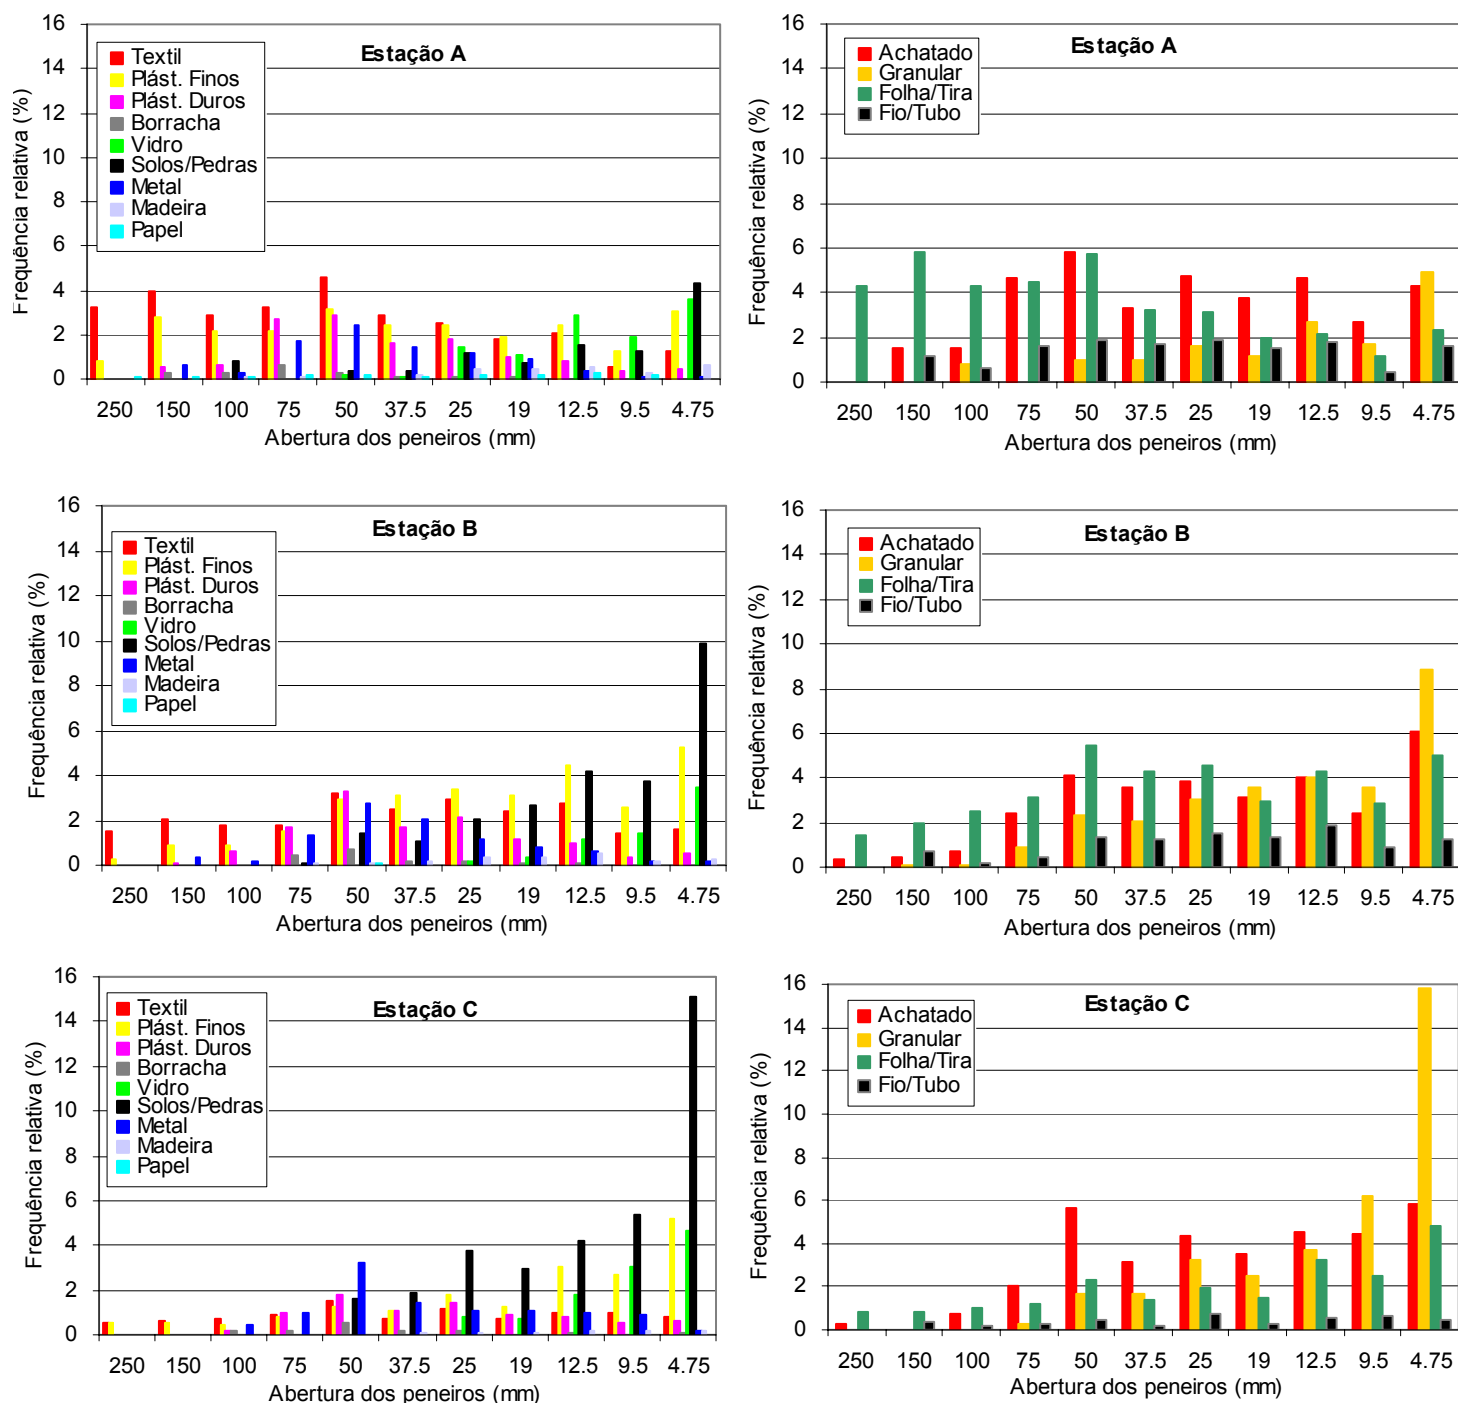 Estação A
Frequência relativa (%)
16
14
12
10
8
6
4
2
0
Textil
Plást. Finos
Plást. Duros
Borracha
Vidro
Solos/Pedras
Metal
Madeira
Papel
250 150 100 75 50 37.5 25 19 12.5 9.5 4.75
Abertura dos peneiros (mm)
Estação A
Frequência relativa (%)
16
14
12
10
8
6
4
2
0
Achatado
Granular
Folha/Tira
Fio/Tubo
250 150 100 75 50 37.5 25 19 12.5 9.5 4.75
Abertura dos peneiros (mm)
Estação B
Frequência relativa (%)
16
14
12
10
8
6
4
2
0
Textil
Plást. Finos
Plást. Duros
Borracha
Vidro
Solos/Pedras
Metal
Madeira
Papel
250 150 100 75 50 37.5 25 19 12.5 9.5 4.75
Abertura dos peneiros (mm)
Estação B
Frequência relativa (%)
16
14
12
10
8
6
4
2
0
Achatado
Granular
Folha/Tira
Fio/Tubo
250 150 100 75 50 37.5 25 19 12.5 9.5 4.75
Abertura dos peneiros (mm)
Estação C
Frequência relativa (%)
16
14
12
10
8
6
4
2
0
Textil
Plást. Finos
Plást. Duros
Borracha
Vidro
Solos/Pedras
Metal
Madeira
Papel
250 150 100 75 50 37.5 25 19 12.5 9.5 4.75
Abertura dos peneiros (mm)
Estação C
Frequência relativa (%)
16
14
12
10
8
6
4
2
0
Achatado
Granular
Folha/Tira
Fio/Tubo
250 150 100 75 50 37.5 25 19 12.5 9.5 4.75
Abertura dos peneiros (mm)